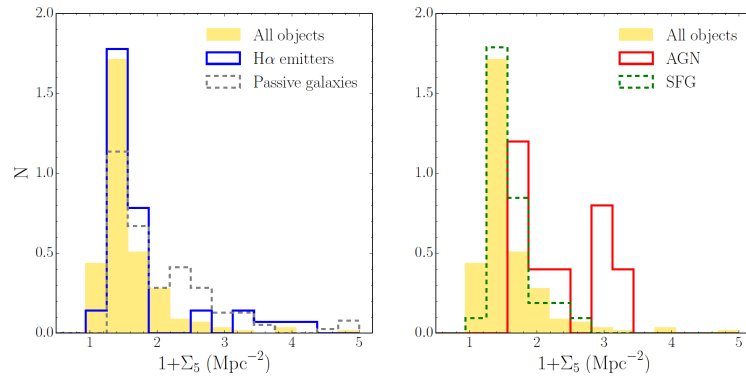 2.0
1.5
1.0
0.5
0.0
N
All objects
Hα emitters
Passive galaxies
1 2 3 4 5
1+Σ₅ (Mpc⁻²)
2.0
1.5
1.0
0.5
0.0
All objects
AGN
SFG
1 2 3 4 5
1+Σ₅ (Mpc⁻²)